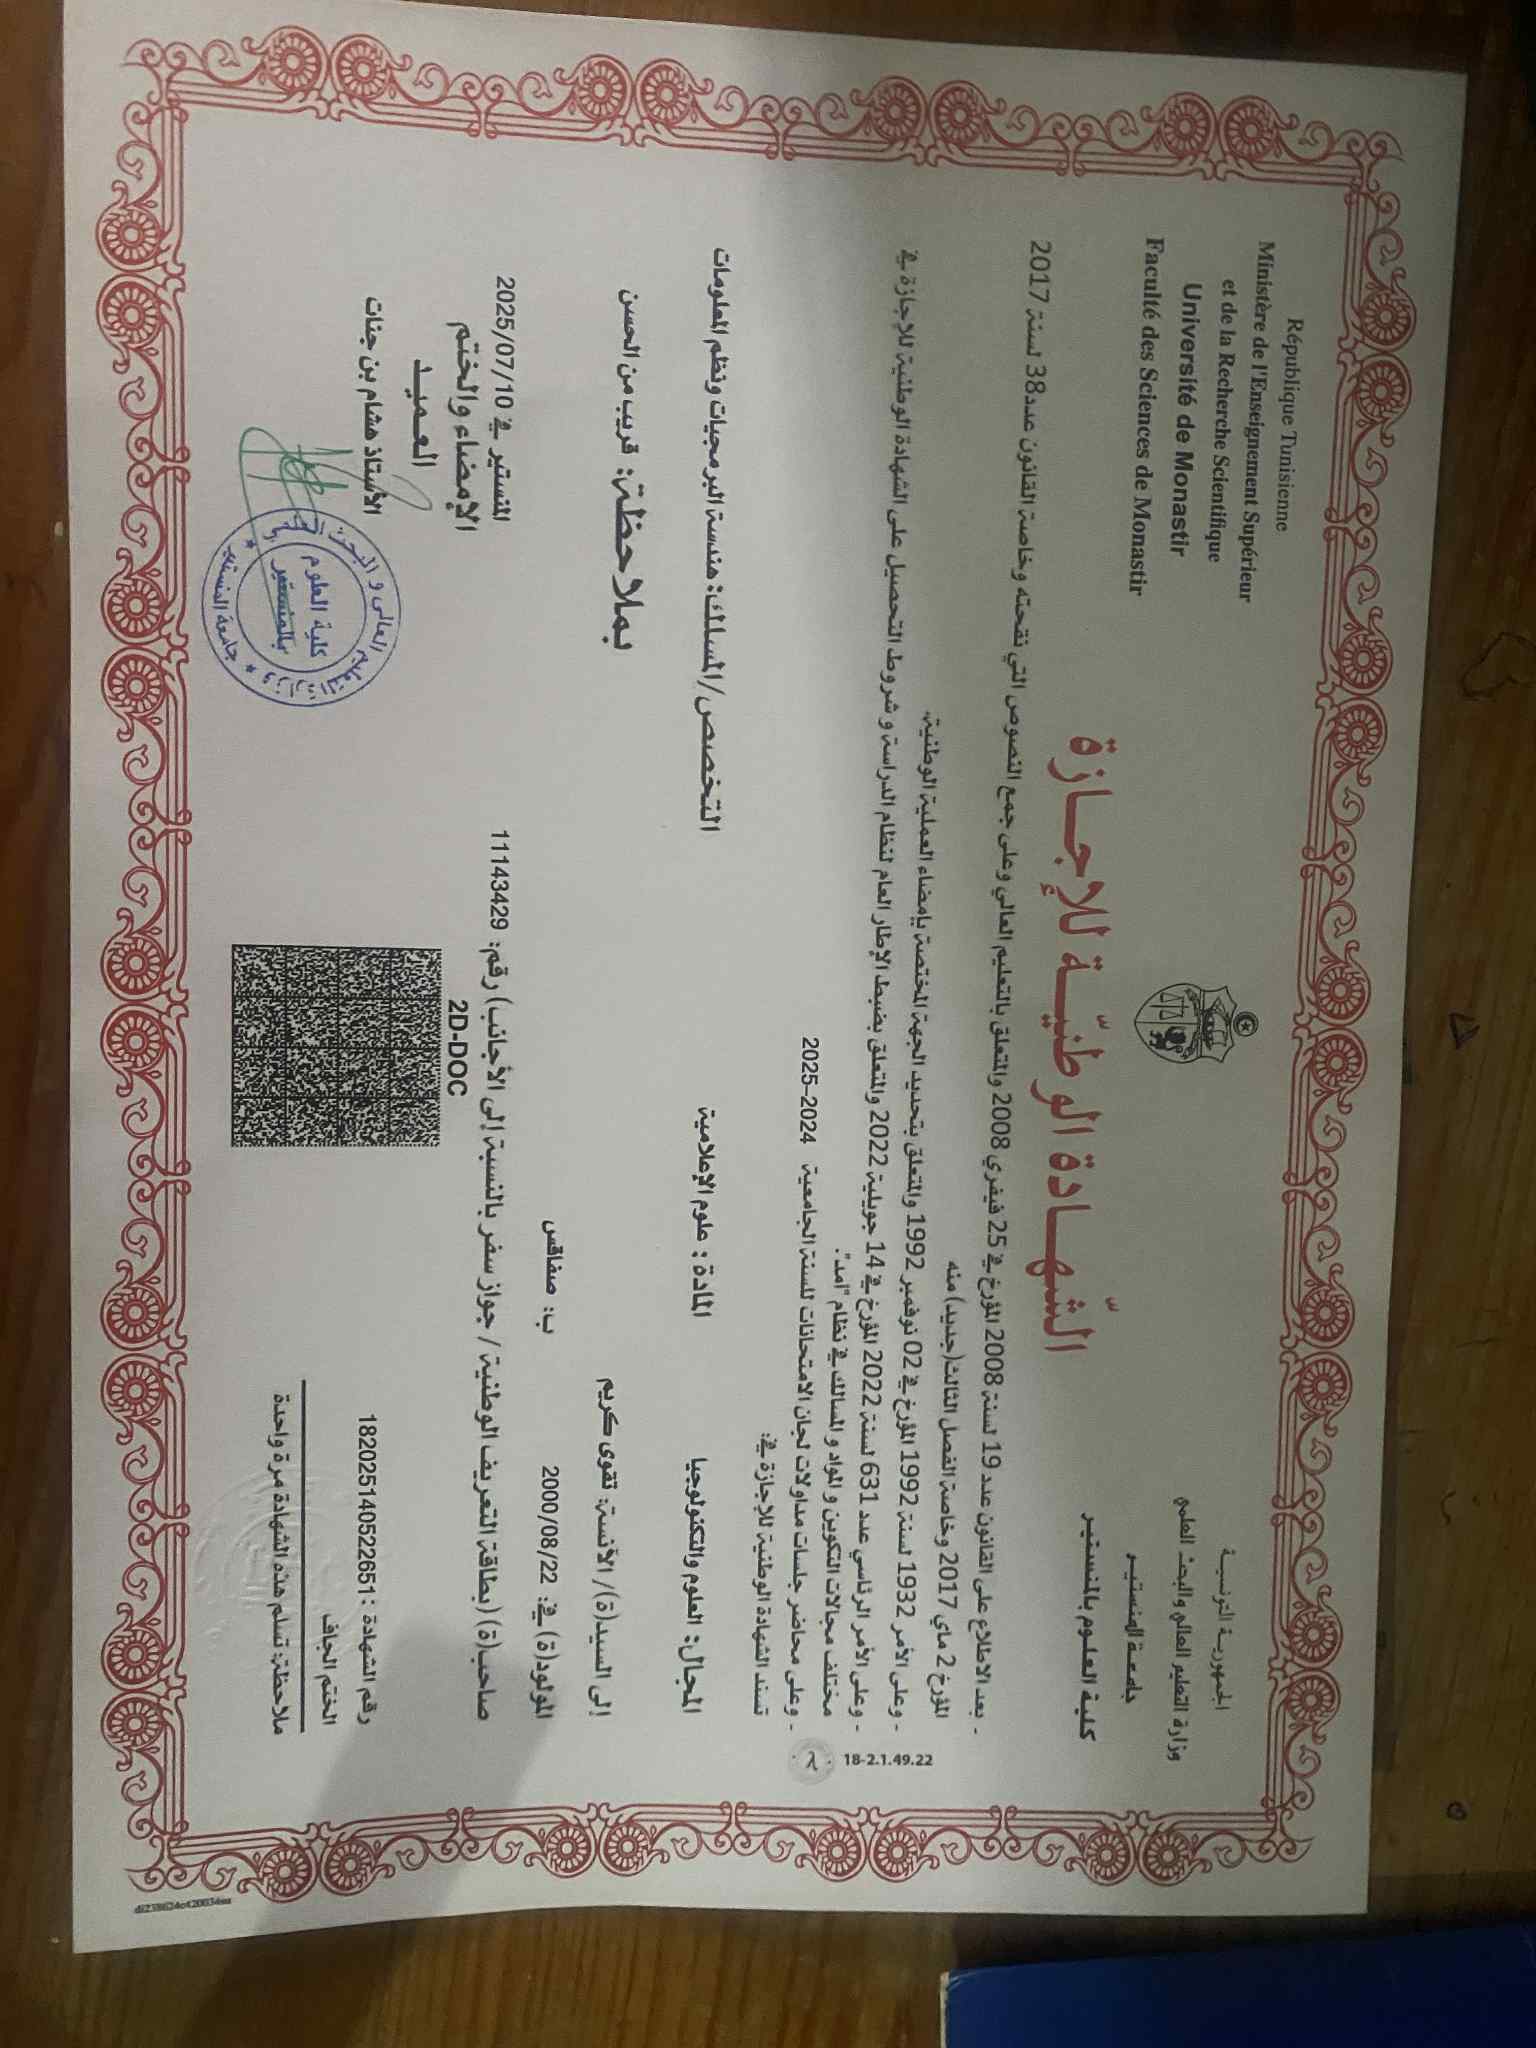 République Tunisienne
Ministère de l'Enseignement Supérieur
et de la Recherche Scientifique
Université de Monastir
Faculté des Sciences de Monastir
الجمهورية التونسية
وزارة التعليم العالي والبحث العلمي
جامعة المنستير
كلية العلوم بالمنستير
الشّهادة الوطنيّة للإجازة
- بعد الاطلاع على القانون عدد 19 لسنة 2008 المؤرخ في 25 فيفري 2008 والمتعلق بالتعليم العالي وعلى جمع النصوص التي نقحته وخاصة القانون عدد38 لسنة 2017
المؤرخ 2 ماي 2017 وخاصة الفصل الثالث(جديد) منه
- وعلى الأمر 1932 لسنة 1992 المؤرخ في 02 نوفمبر 1992 والمتعلق بتحديد الجهة المختصة بإمضاء العملية الوطنية.
- وعلى الأمر الرئاسي عدد 631 لسنة 2022 المؤرخ في 14 جويلية 2022 والمتعلق بضبط الإطار العام لنظام الدراسة و شروط التحصيل على الشهادة الوطنية للإجازة في
مختلف مجالات التكوين و المواد و المسالك في نظام "أمد".
- وعلى محاضر جلسات مداولات لجان الامتحانات للسنة الجامعية 2024-2025
تسند الشهادة الوطنية للإجازة في:
المجال: العلوم والتكنولوجيا المادة : علوم الإعلامية التخصص/المسلك: هندسة البرمجيات ونظم المعلومات
إلى السيد(ة)/ الآنسة: تقوى كريم بملاحظة: قريب من الحسن
المولود(ة) في: 2000/08/22 ب: صفاقس
صاحب(ة) (بطاقة التعريف الوطنية / جواز سفر بالنسبة إلى الأجانب) رقم: 11143429
المنستير في 2025/07/10
الإمضاء والختم
العميد
الأستاذ هشام بن جنات
2D-DOC
رقم الشهادة : 182025140522651
الختم الجاف
ملاحظة: تسلم هذه الشهادة مرة واحدة
كلية العلوم
بالمنستير
جامعة المنستير
18-2.1.49.22